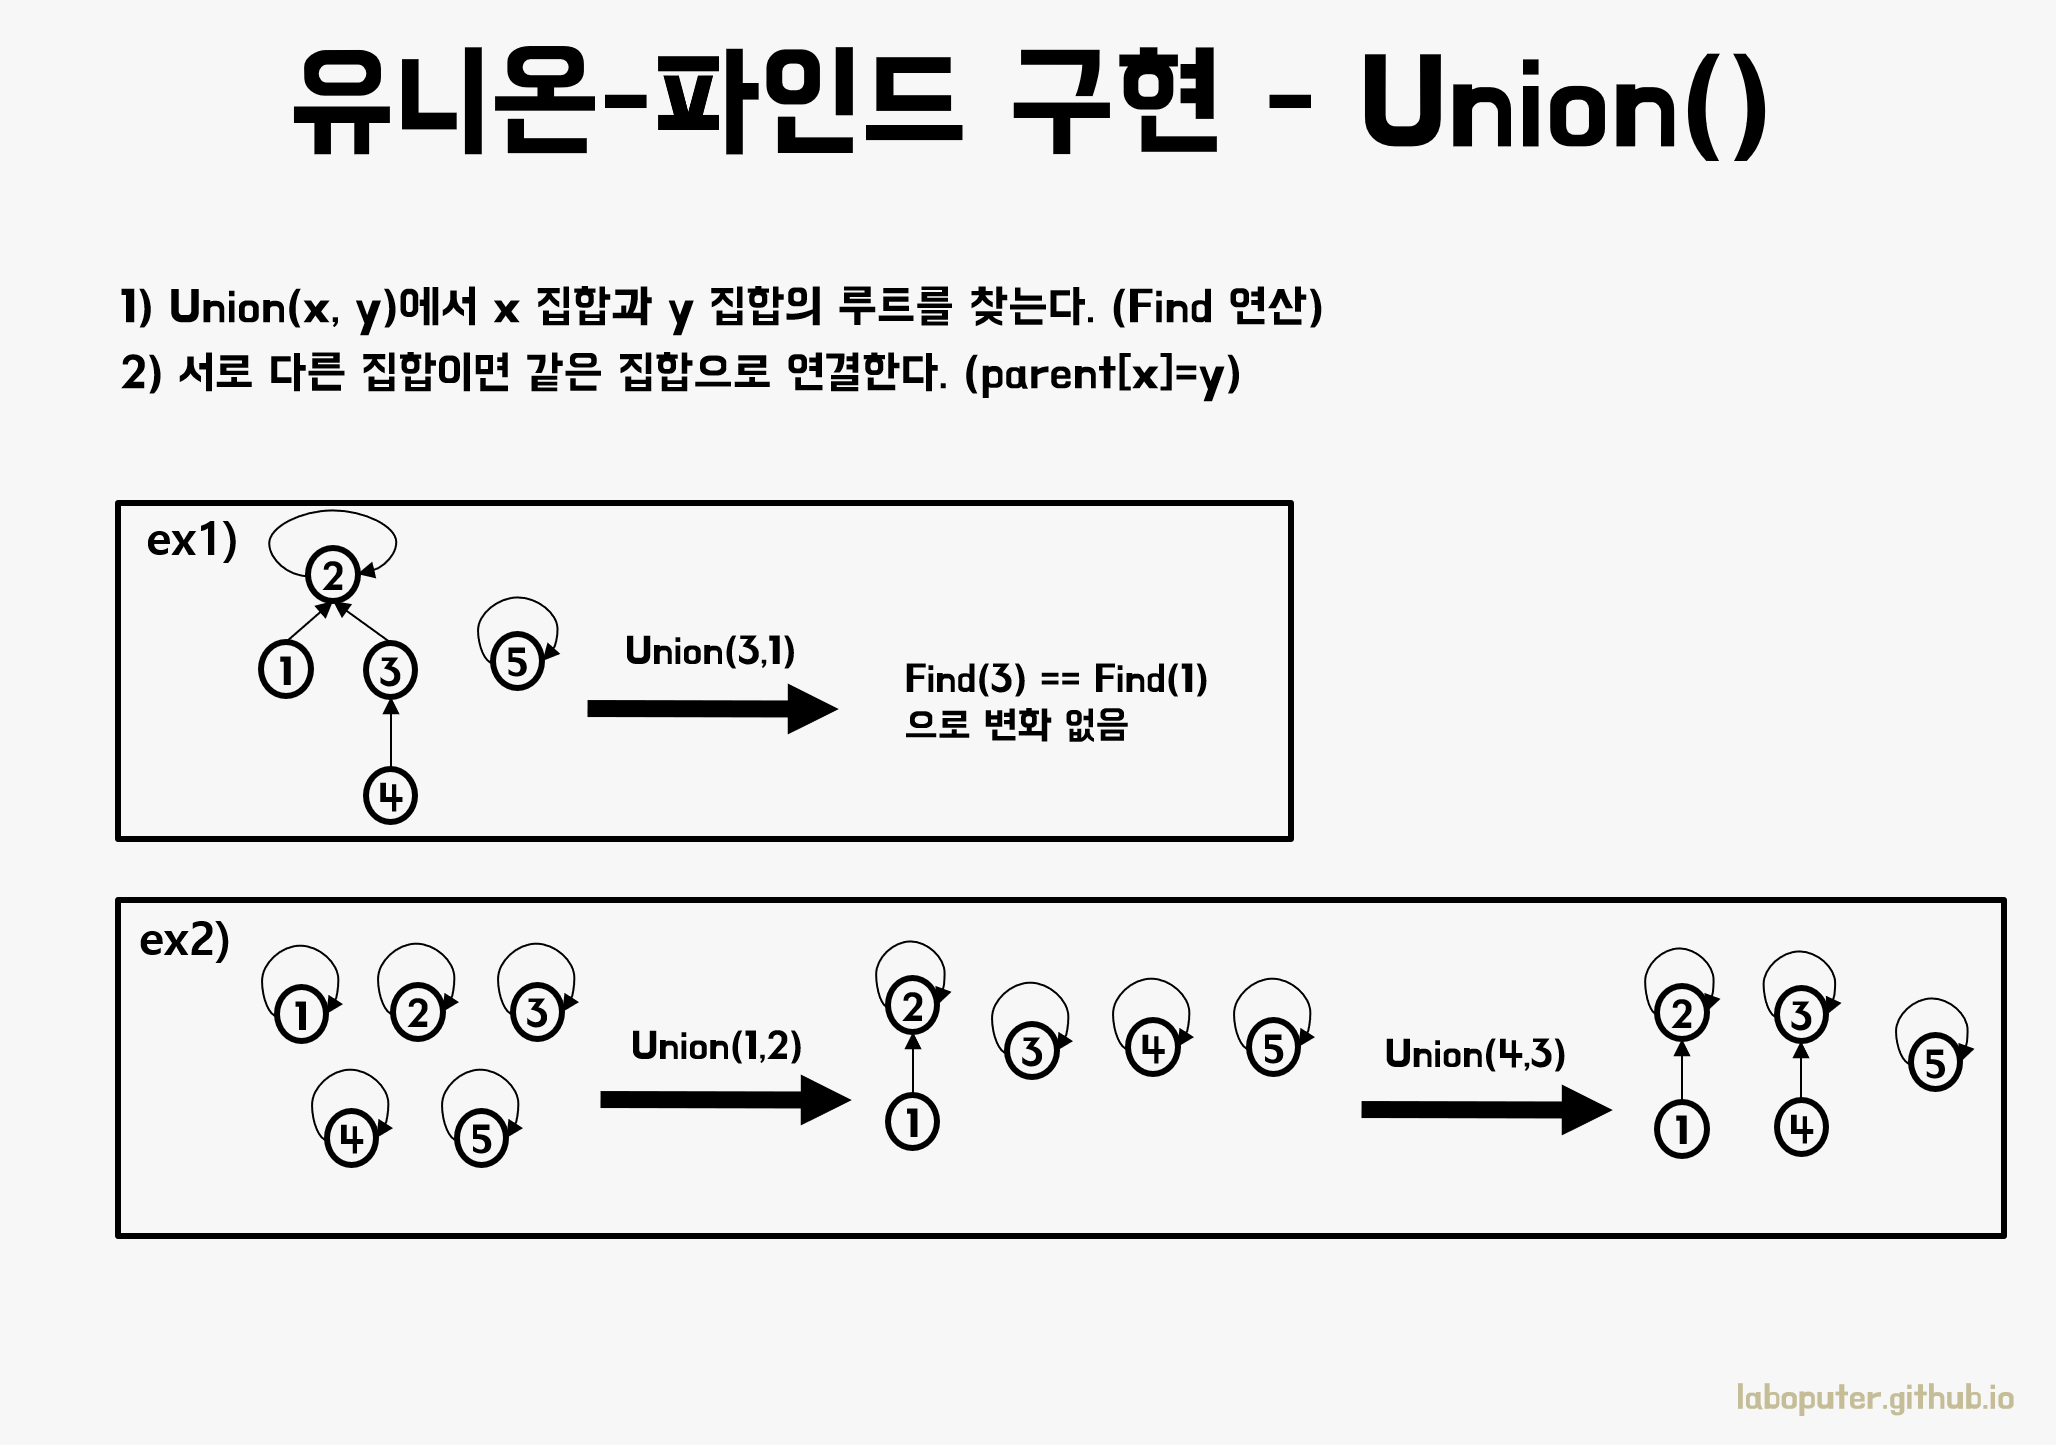 유니온-파인드 구현 - Union()
1) Union(x, y)에서 x 집합과 y 집합의 루트를 찾는다. (Find 연산)
2) 서로 다른 집합이면 같은 집합으로 연결한다. (parent[x]=y)
ex1)
2
1 3
4
5
Union(3,1)
Find(3) == Find(1)
으로 변화 없음
ex2)
1 2 3
4 5
Union(1,2)
2
3 4 5
1
Union(4,3)
2 3
5
1 4
laboputer.github.io